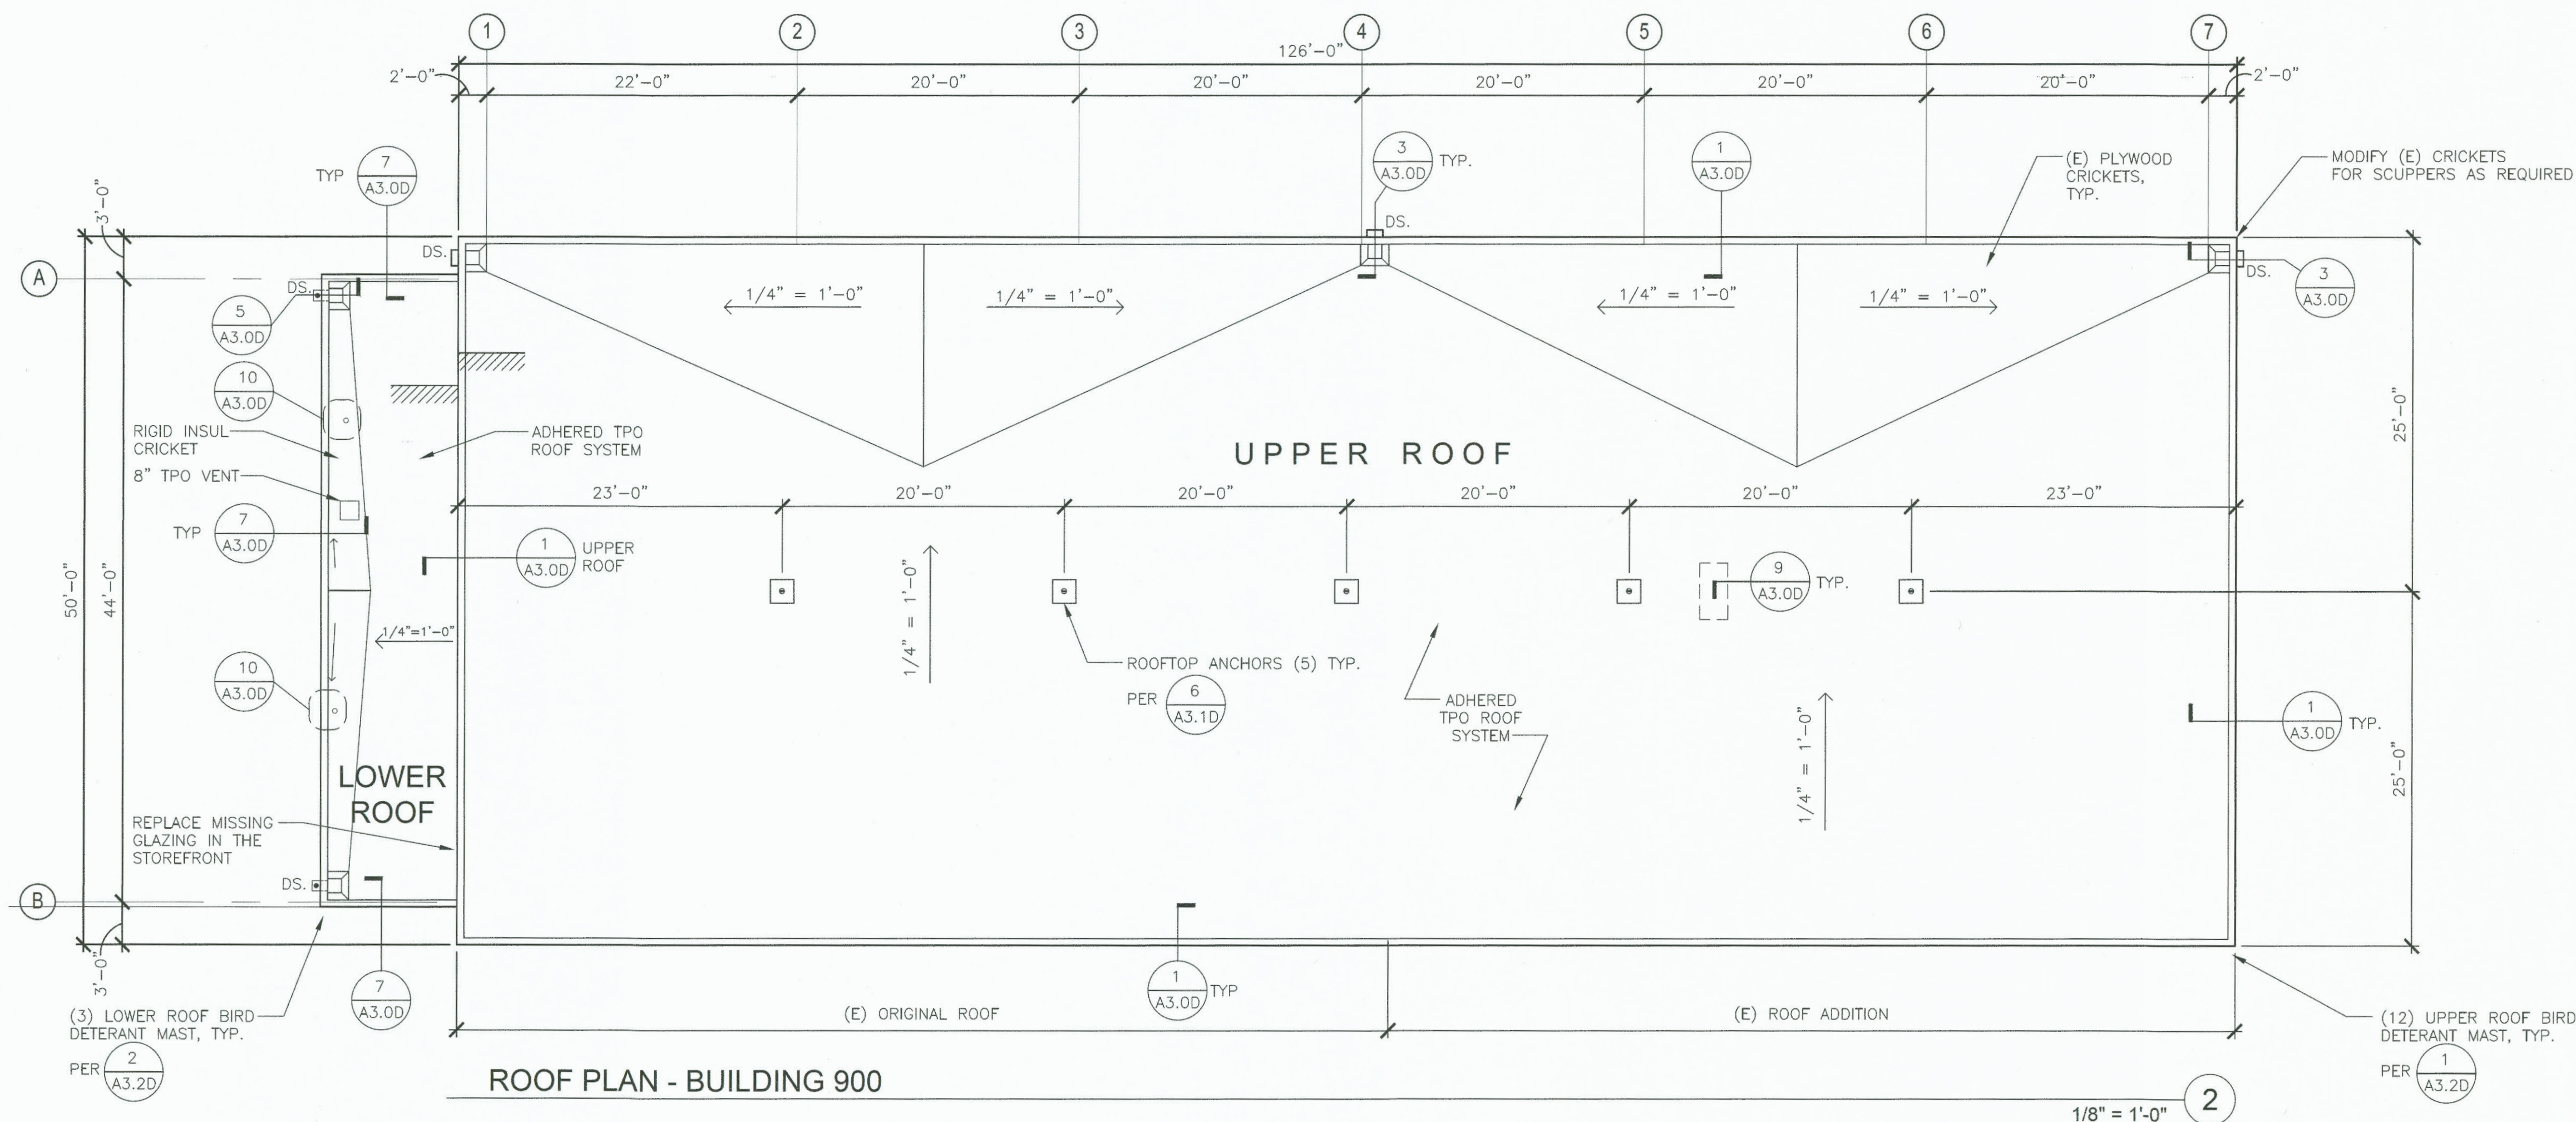 1
2
3
4
5
6
7
126'-0"
2'-0"
22'-0"
20'-0"
20'-0"
20'-0"
20'-0"
20'-0"
2'-0"
TYP
7
A3.0D
3
A3.0D
TYP.
1
A3.0D
(E) PLYWOOD
CRICKETS,
TYP.
MODIFY (E) CRICKETS
FOR SCUPPERS AS REQUIRED
3'-0"
DS.
DS.
DS.
3
A3.0D
A
DS.
5
A3.0D
1/4" = 1'-0"
1/4" = 1'-0"
1/4" = 1'-0"
1/4" = 1'-0"
10
A3.0D
RIGID INSUL
CRICKET
8" TPO VENT
ADHERED TPO
ROOF SYSTEM
UPPER ROOF
25'-0"
23'-0"
20'-0"
20'-0"
20'-0"
20'-0"
23'-0"
TYP
7
A3.0D
1
A3.0D
UPPER
ROOF
50'-0"
44'-0"
1/4" = 1'-0"
9
A3.0D
TYP.
1/4"=1'-0"
10
A3.0D
ROOFTOP ANCHORS (5) TYP.
PER
6
A3.1D
ADHERED
TPO ROOF
SYSTEM
1/4" = 1'-0"
1
A3.0D
TYP.
25'-0"
LOWER
ROOF
REPLACE MISSING
GLAZING IN THE
STOREFRONT
DS.
B
3'-0"
7
A3.0D
1
A3.0D
TYP
(3) LOWER ROOF BIRD
DETERANT MAST, TYP.
PER
2
A3.2D
(E) ORIGINAL ROOF
(E) ROOF ADDITION
(12) UPPER ROOF BIRD
DETERANT MAST, TYP.
PER
1
A3.2D
ROOF PLAN - BUILDING 900
1/8" = 1'-0"
2